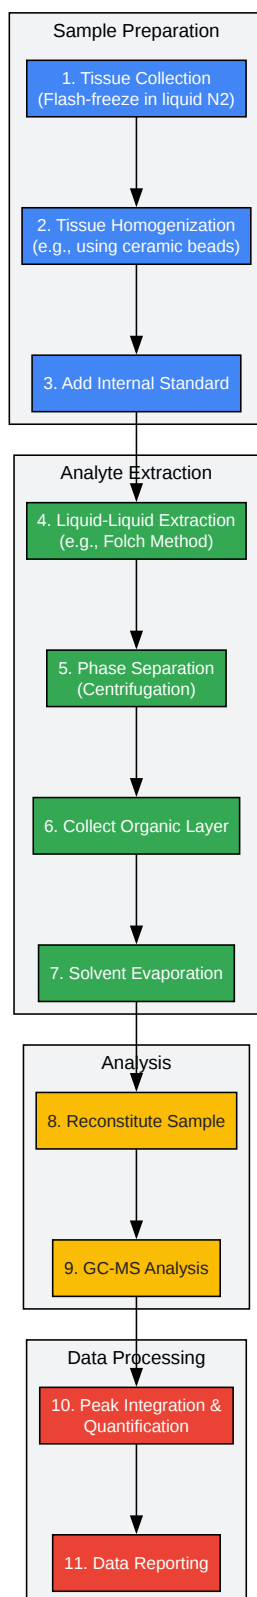 Sample Preparation
1. Tissue Collection
(Flash-freeze in liquid N2)
2. Tissue Homogenization
(e.g., using ceramic beads)
3. Add Internal Standard
Analyte Extraction
4. Liquid-Liquid Extraction
(e.g., Folch Method)
5. Phase Separation
(Centrifugation)
6. Collect Organic Layer
7. Solvent Evaporation
Analysis
8. Reconstitute Sample
9. GC-MS Analysis
Data Processing
10. Peak Integration &
Quantification
11. Data Reporting